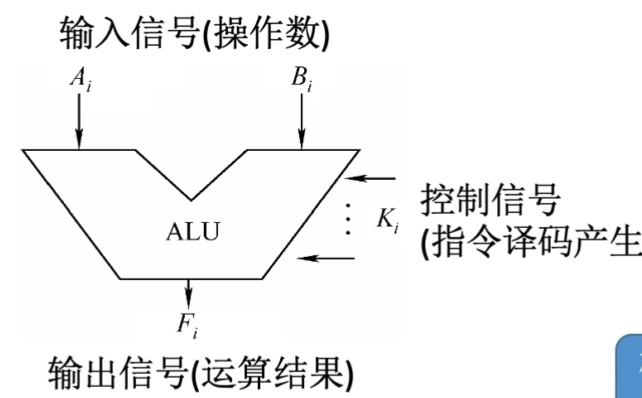 输入信号(操作数)
A_i
B_i
ALU
K_i
控制信号
(指令译码产生
F_i
输出信号(运算结果)